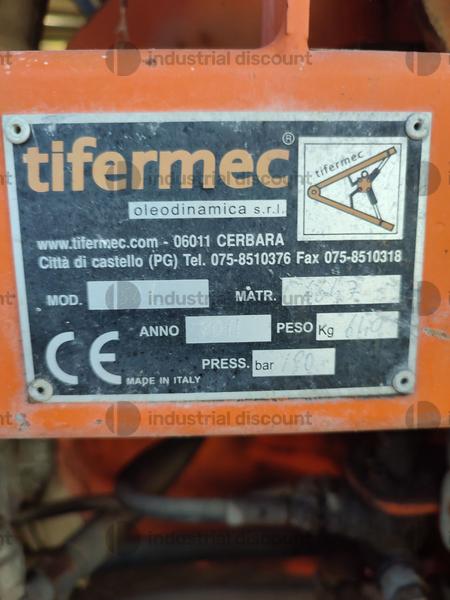 tifermec®
oleodinamica s.r.l.
tifermec
www.tifermec.com - 06011 CERBARA
Città di castello (PG) Tel. 075-8510376 Fax 075-8510318
MOD. MATR.
ANNO PESO Kg
PRESS. bar 190
CE MADE IN ITALY
industrial discount